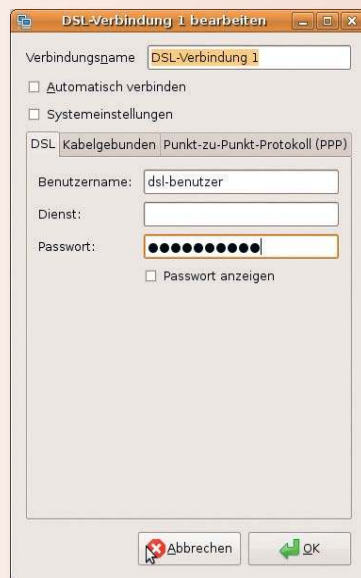 DSL-Verbindung 1 bearbeiten
Verbindungsname DSL-Verbindung 1
Automatisch verbinden
Systemeinstellungen
DSL Kabelgebunden Punkt-zu-Punkt-Protokoll (PPP)
Benutzername: dsl-benutzer
Dienst:
Passwort: ●●●●●●●●●●
Passwort anzeigen
Abbrechen OK